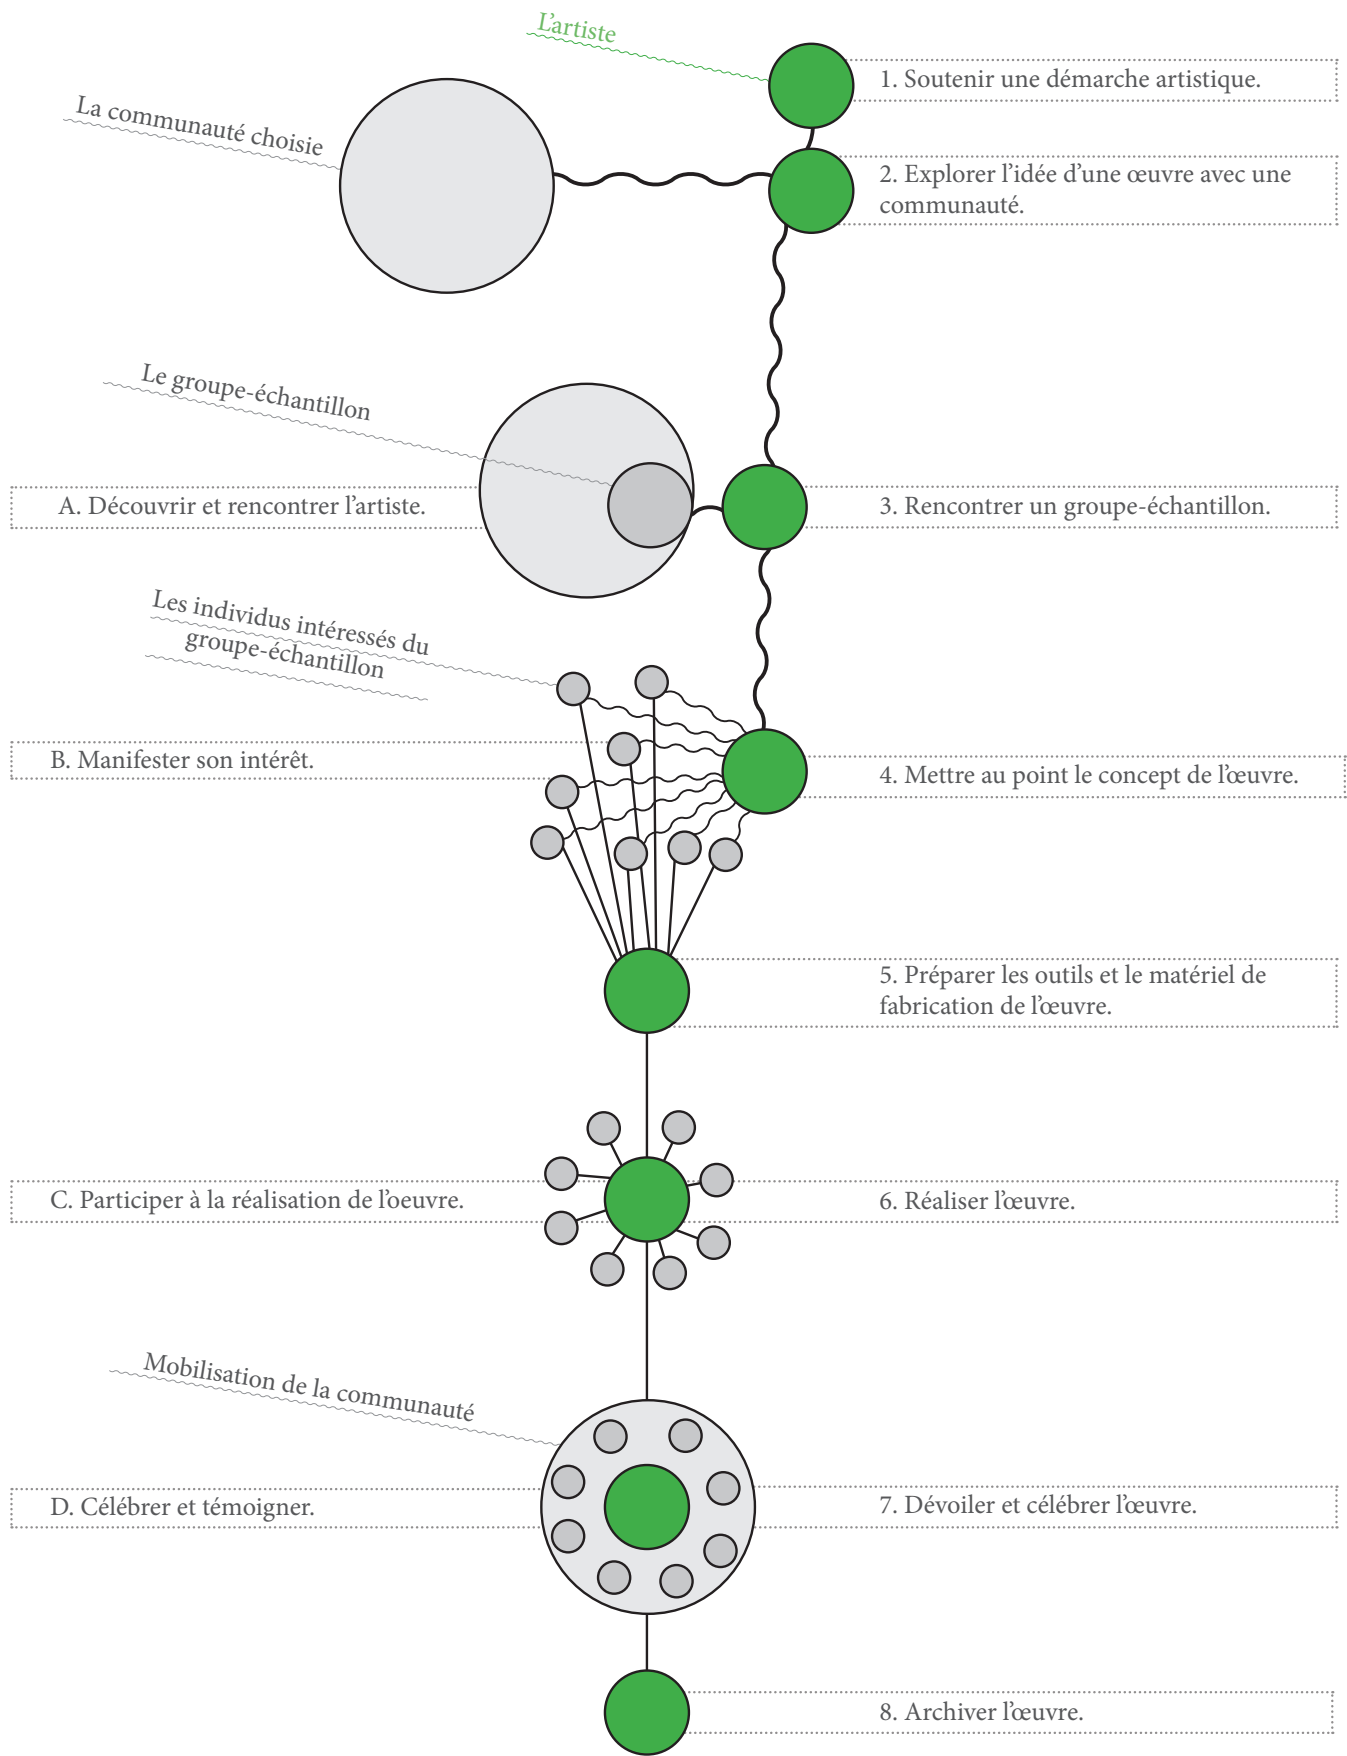 L’artiste
1. Soutenir une démarche artistique.
La communauté choisie
2. Explorer l’idée d’une œuvre avec une
communauté.
Le groupe-échantillon
A. Découvrir et rencontrer l’artiste.
3. Rencontrer un groupe-échantillon.
Les individus intéressés du
groupe-échantillon
B. Manifester son intérêt.
4. Mettre au point le concept de l’œuvre.
5. Préparer les outils et le matériel de
fabrication de l’œuvre.
C. Participer à la réalisation de l’oeuvre.
6. Réaliser l’œuvre.
Mobilisation de la communauté
D. Célébrer et témoigner.
7. Dévoiler et célébrer l’œuvre.
8. Archiver l’œuvre.